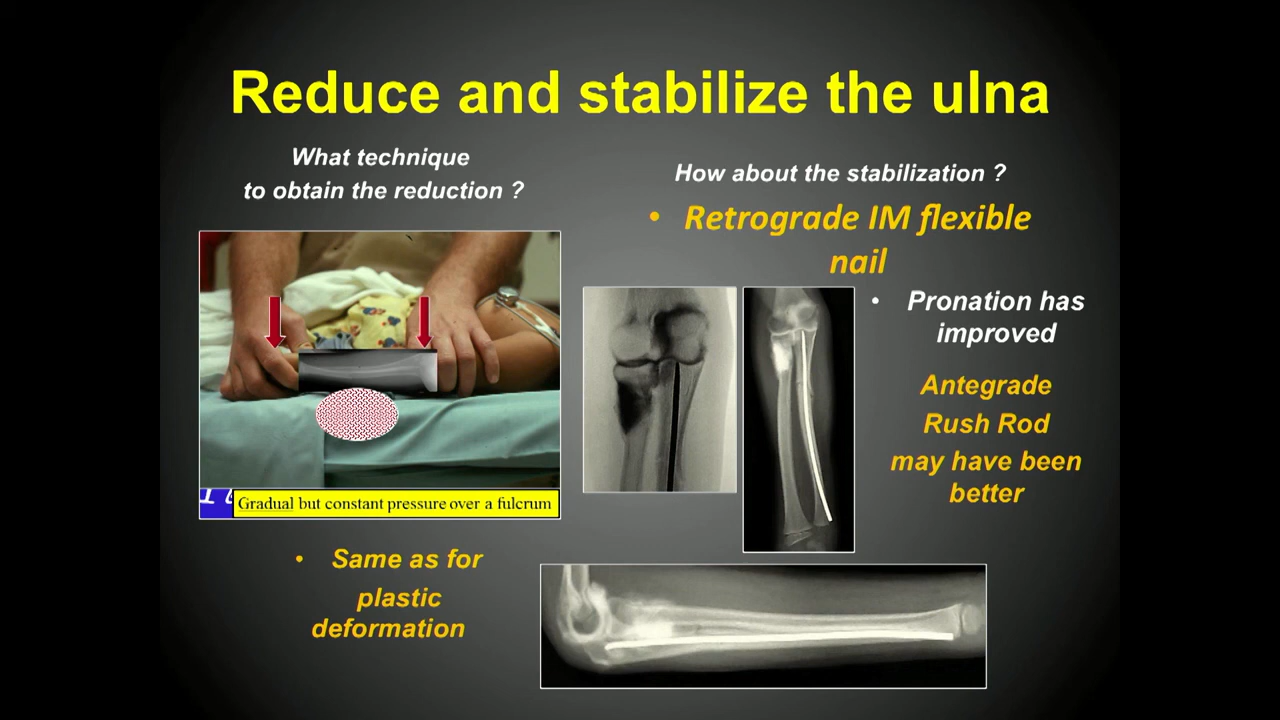 Reduce and stabilize the ulna
What technique
to obtain the reduction ?
Gradual but constant pressure over a fulcrum
• Same as for
plastic
deformation
How about the stabilization ?
• Retrograde IM flexible
nail
• Pronation has
improved
Antegrade
Rush Rod
may have been
better